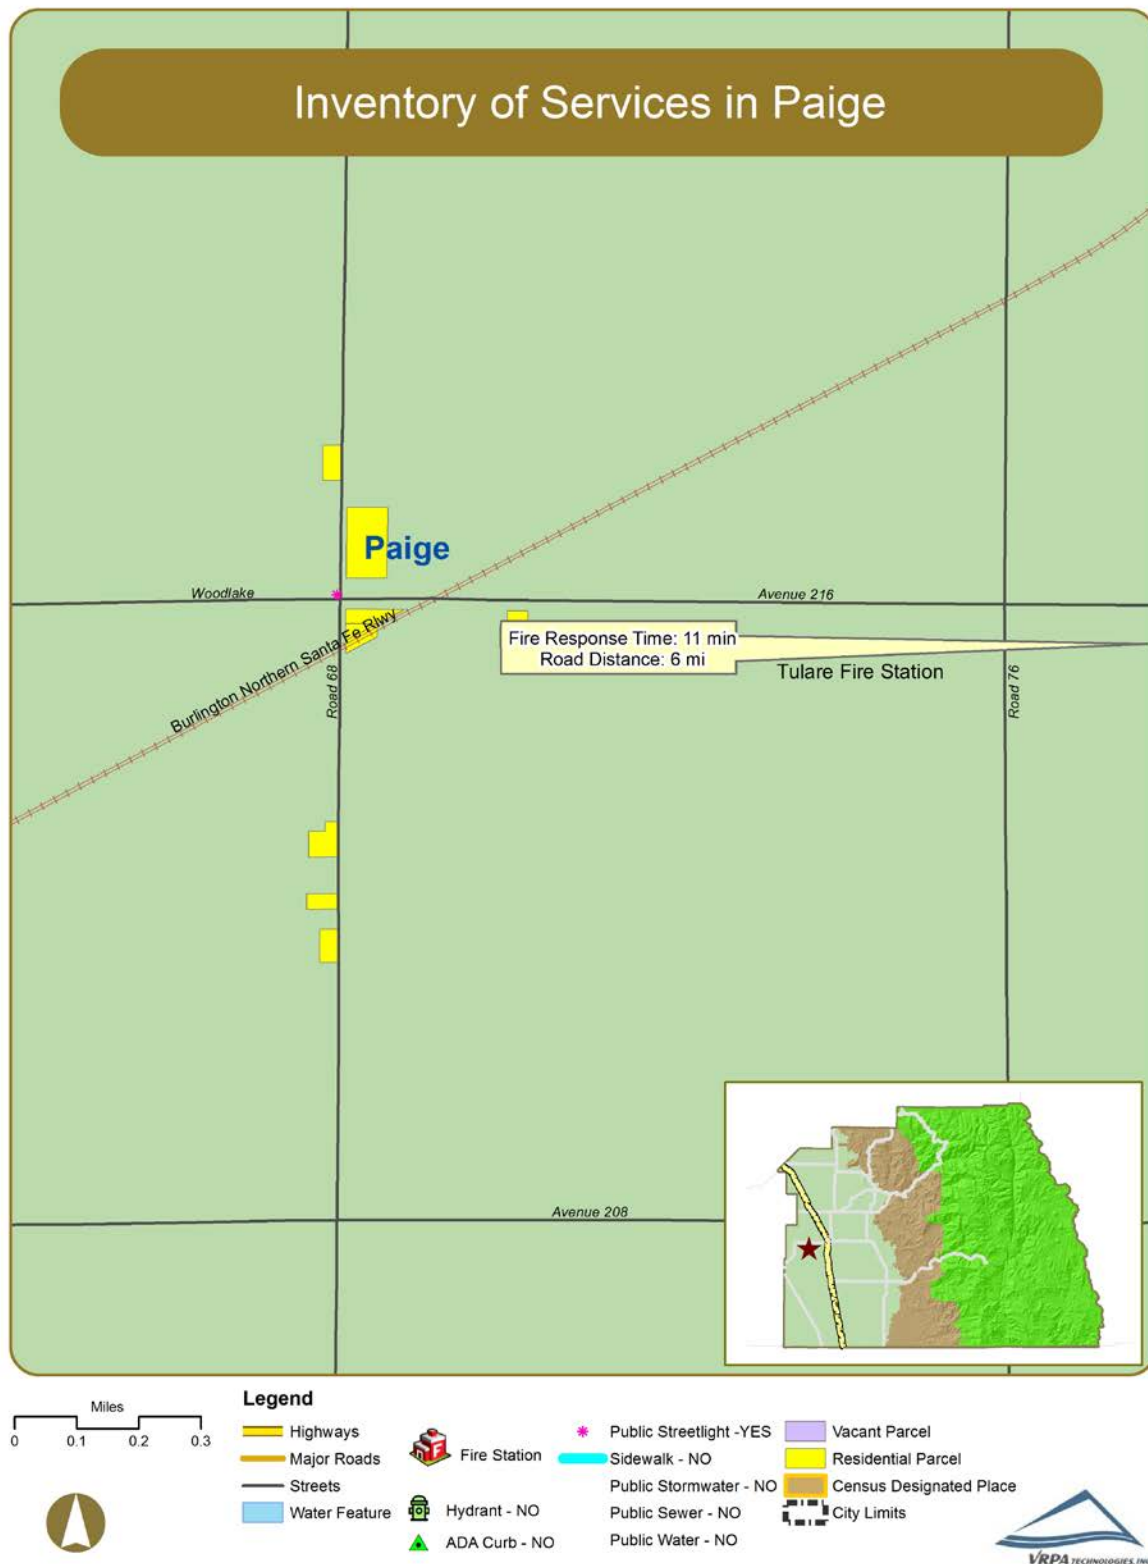 Inventory of Services in Paige
Paige
Woodlake
Avenue 216
Burlington Northern Santa Fe Rlwy
Fire Response Time: 11 min
Road Distance: 6 mi
Tulare Fire Station
Road 68
Road 76
Avenue 208
Miles
0 0.1 0.2 0.3
Legend
Highways
Major Roads
Streets
Water Feature
Fire Station
Hydrant - NO
ADA Curb - NO
Public Streetlight -YES
Sidewalk - NO
Public Stormwater - NO
Public Sewer - NO
Public Water - NO
Vacant Parcel
Residential Parcel
Census Designated Place
City Limits
VRPA TECHNOLOGIES, INC